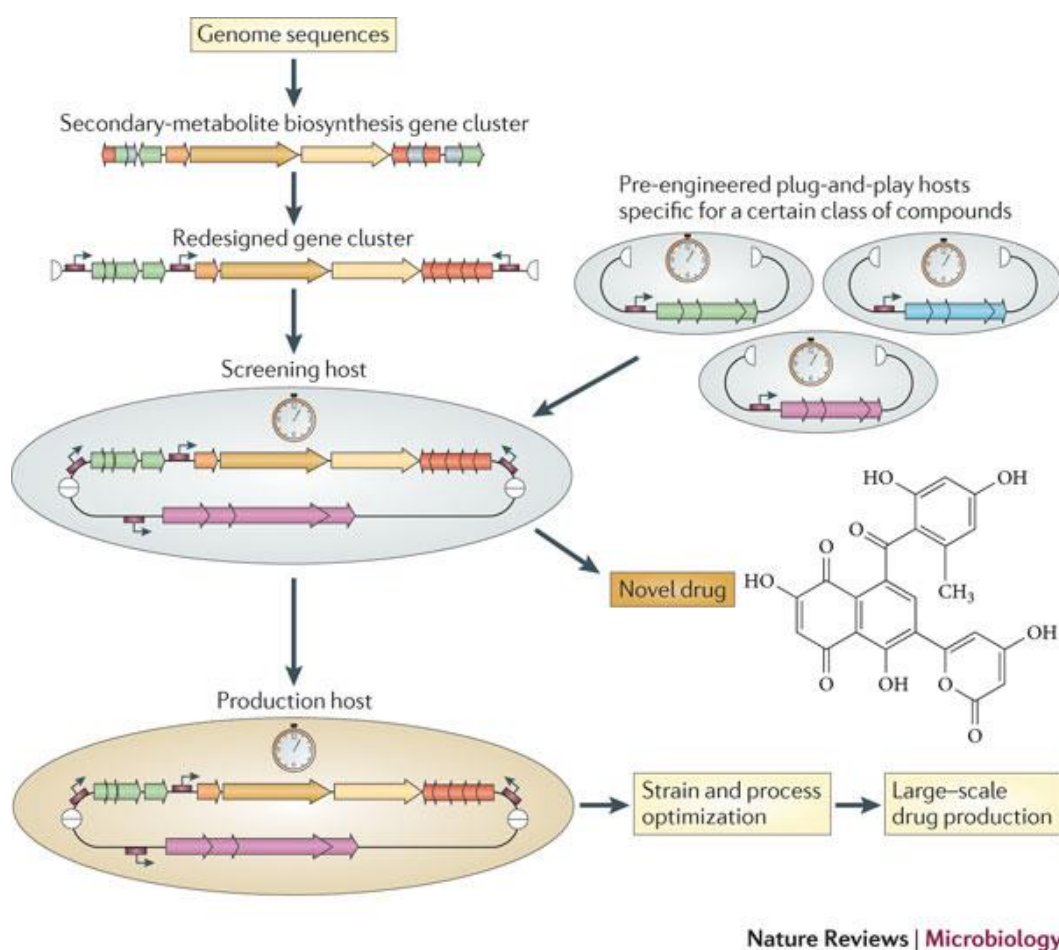 Genome sequences
Secondary-metabolite biosynthesis gene cluster
Redesigned gene cluster
Pre-engineered plug-and-play hosts
specific for a certain class of compounds
Screening host
HO
OH
O
O
HO
CH3
Novel drug
OH
O
OH
O
O
Production host
Strain and process
optimization
Large–scale
drug production
Nature Reviews | Microbiology